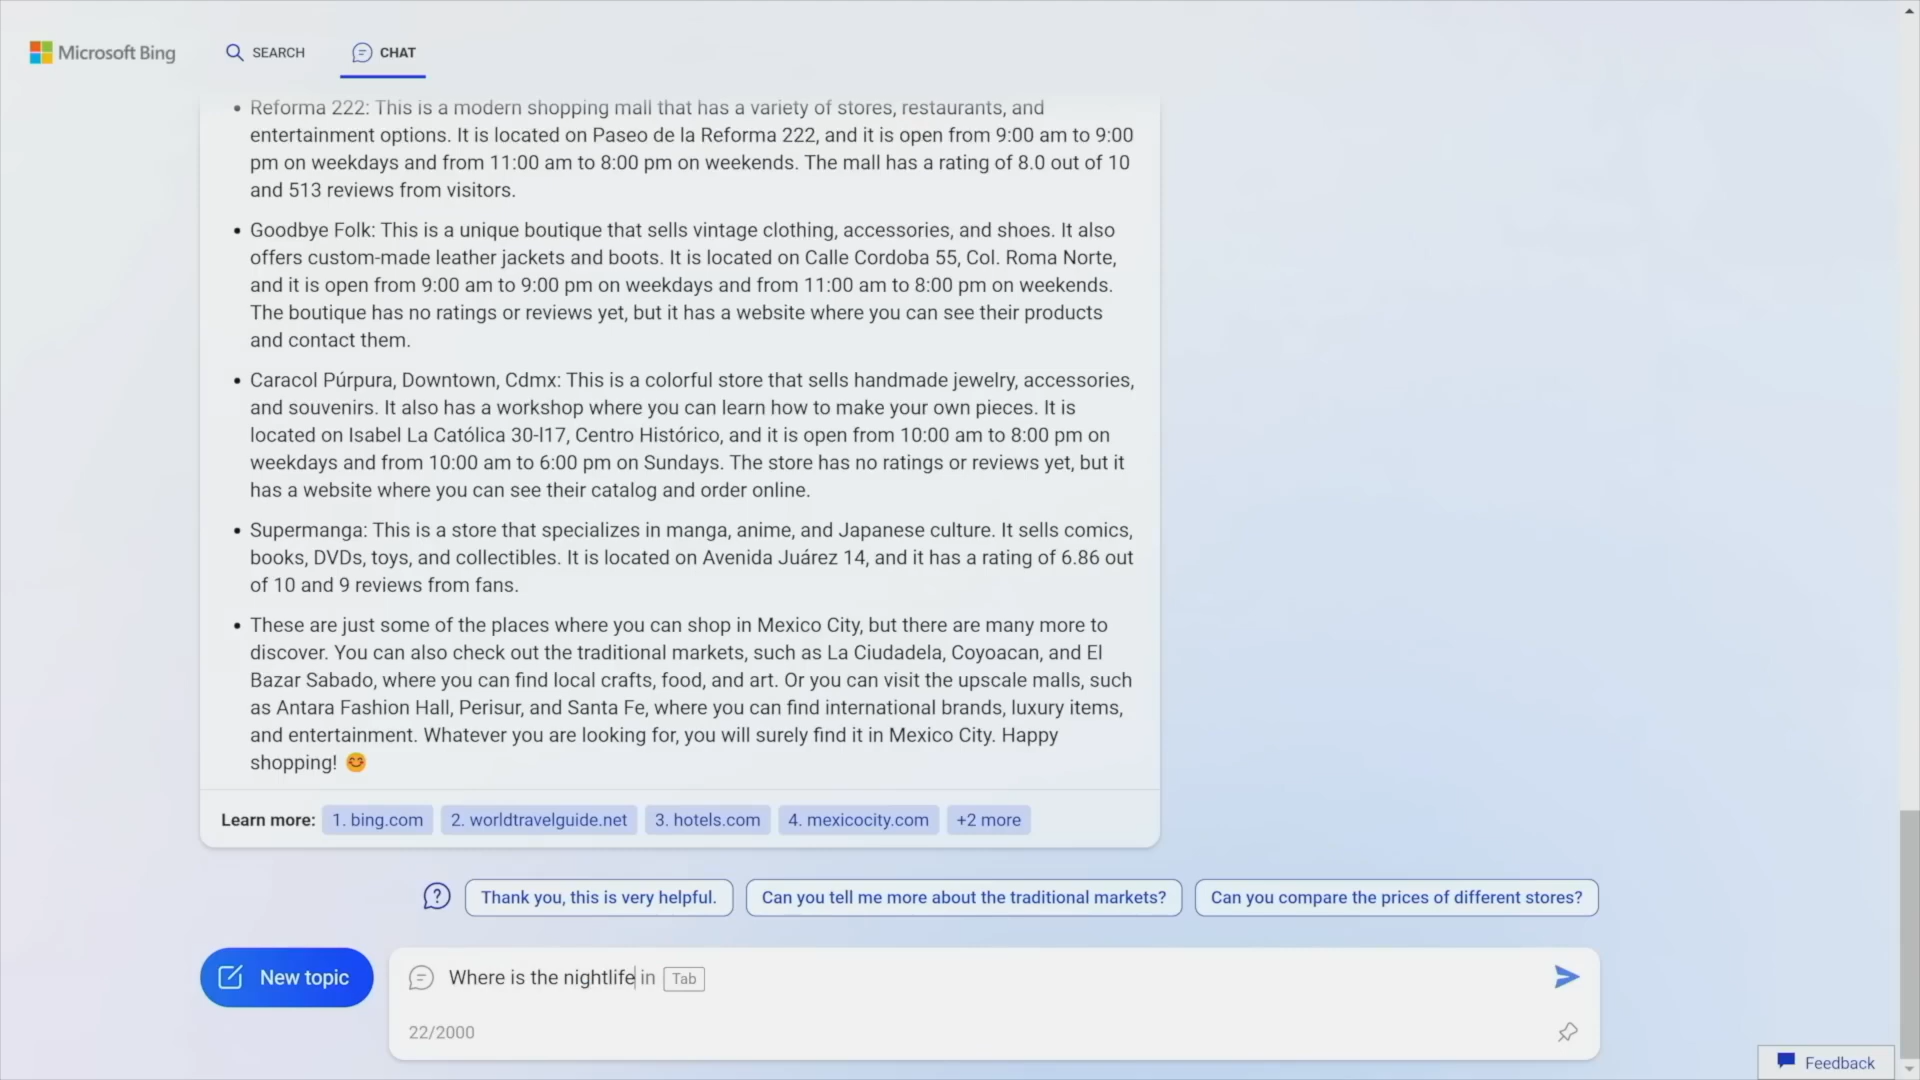 Microsoft Bing
SEARCH
CHAT
• Reforma 222: This is a modern shopping mall that has a variety of stores, restaurants, and
entertainment options. It is located on Paseo de la Reforma 222, and it is open from 9:00 am to 9:00
pm on weekdays and from 11:00 am to 8:00 pm on weekends. The mall has a rating of 8.0 out of 10
and 513 reviews from visitors.
• Goodbye Folk: This is a unique boutique that sells vintage clothing, accessories, and shoes. It also
offers custom-made leather jackets and boots. It is located on Calle Cordoba 55, Col. Roma Norte,
and it is open from 9:00 am to 9:00 pm on weekdays and from 11:00 am to 8:00 pm on weekends.
The boutique has no ratings or reviews yet, but it has a website where you can see their products
and contact them.
• Caracol Púrpura, Downtown, Cdmx: This is a colorful store that sells handmade jewelry, accessories,
and souvenirs. It also has a workshop where you can learn how to make your own pieces. It is
located on Isabel La Católica 30-l17, Centro Histórico, and it is open from 10:00 am to 8:00 pm on
weekdays and from 10:00 am to 6:00 pm on Sundays. The store has no ratings or reviews yet, but it
has a website where you can see their catalog and order online.
• Supermanga: This is a store that specializes in manga, anime, and Japanese culture. It sells comics,
books, DVDs, toys, and collectibles. It is located on Avenida Juárez 14, and it has a rating of 6.86 out
of 10 and 9 reviews from fans.
• These are just some of the places where you can shop in Mexico City, but there are many more to
discover. You can also check out the traditional markets, such as La Ciudadela, Coyoacan, and El
Bazar Sabado, where you can find local crafts, food, and art. Or you can visit the upscale malls, such
as Antara Fashion Hall, Perisur, and Santa Fe, where you can find international brands, luxury items,
and entertainment. Whatever you are looking for, you will surely find it in Mexico City. Happy
shopping! 😊
Learn more: 1. bing.com 2. worldtravelguide.net 3. hotels.com 4. mexicocity.com +2 more
Thank you, this is very helpful.
Can you tell me more about the traditional markets?
Can you compare the prices of different stores?
New topic
Where is the nightlife in Tab
22/2000
Feedback